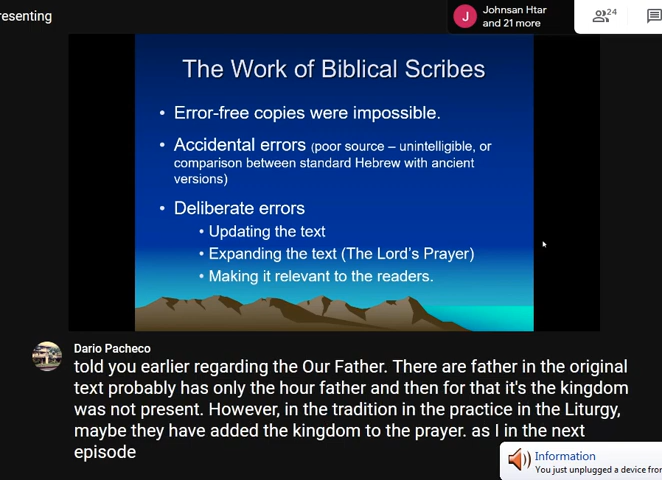 resenting
J
Johnsan Htar
and 21 more
24
The Work of Biblical Scribes
• Error-free copies were impossible.
• Accidental errors (poor source – unintelligible, or
comparison between standard Hebrew with ancient
versions)
• Deliberate errors
• Updating the text
• Expanding the text (The Lord's Prayer)
• Making it relevant to the readers.
Dario Pacheco
told you earlier regarding the Our Father. There are father in the original
text probably has only the hour father and then for that it's the kingdom
was not present. However, in the tradition in the practice in the Liturgy,
maybe they have added the kingdom to the prayer. as I in the next
episode
Information
You just unplugged a device from